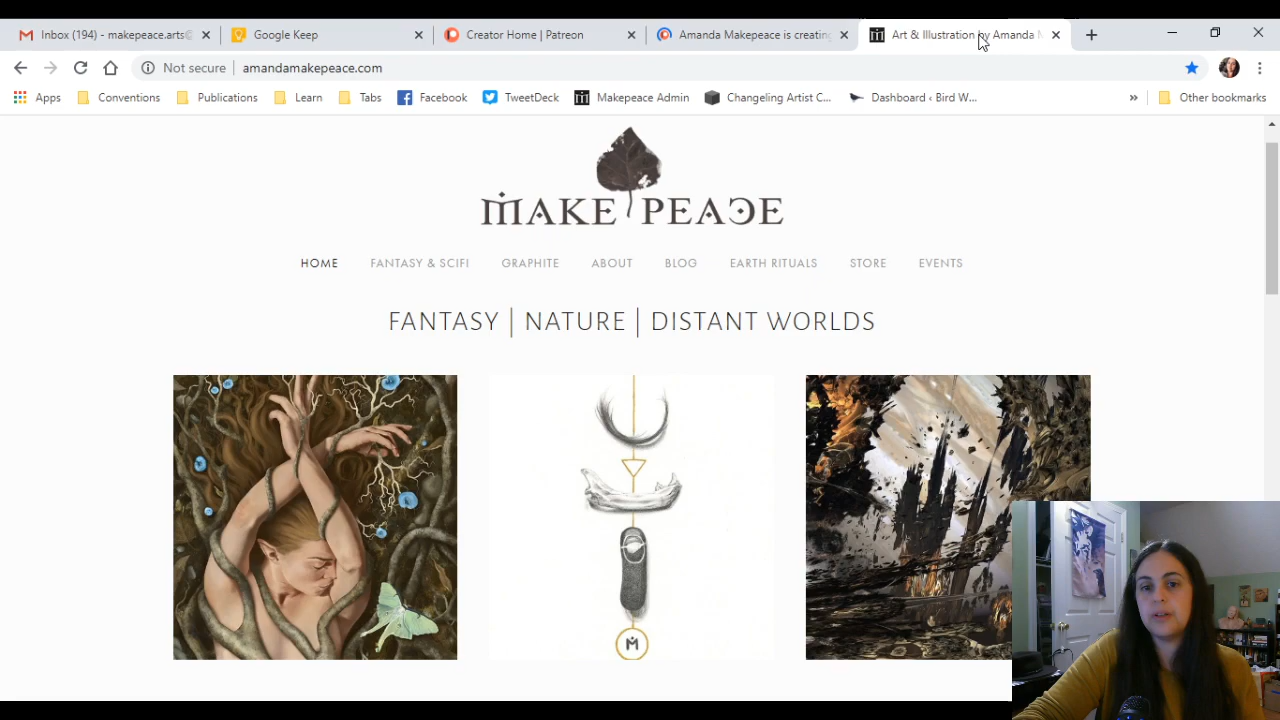 Inbox (194) - makepeace.arts@
Google Keep
Creator Home | Patreon
Amanda Makepeace is creating
Art & Illustration by Amanda M
Not secure | amandamakepeace.com
Apps Conventions Publications Learn Tabs Facebook TweetDeck Makepeace Admin Changeling Artist C... Dashboard ‹ Bird W... » Other bookmarks
MAKE PEACE
HOME FANTASY & SCIFI GRAPHITE ABOUT BLOG EARTH RITUALS STORE EVENTS
FANTASY | NATURE | DISTANT WORLDS
M